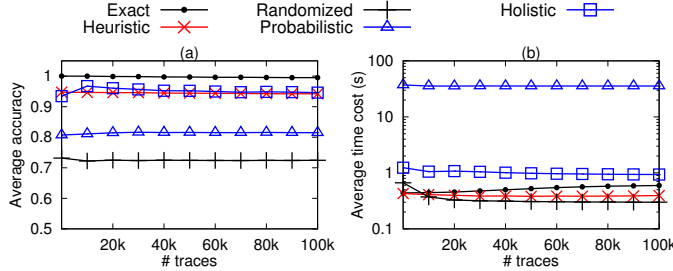 Exact
Randomized
Holistic
Heuristic
Probabilistic
(a)
Average accuracy
1
0.9
0.8
0.7
0.6
0.5
20k 40k 60k 80k 100k
# traces
(b)
Average time cost (s)
100
10
1
0.1
20k 40k 60k 80k 100k
# traces